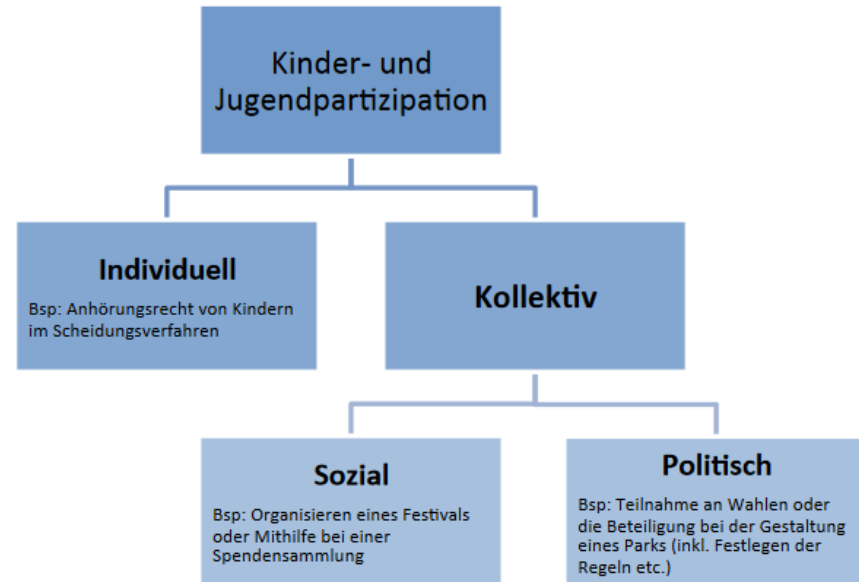 Kinder- und
Jugendpartizipation
Individuell
Bsp: Anhörungsrecht von Kindern
im Scheidungsverfahren
Kollektiv
Sozial
Bsp: Organisieren eines Festivals
oder Mithilfe bei einer
Spendensammlung
Politisch
Bsp: Teilnahme an Wahlen oder
die Beteiligung bei der Gestaltung
eines Parks (inkl. Festlegen der
Regeln etc.)